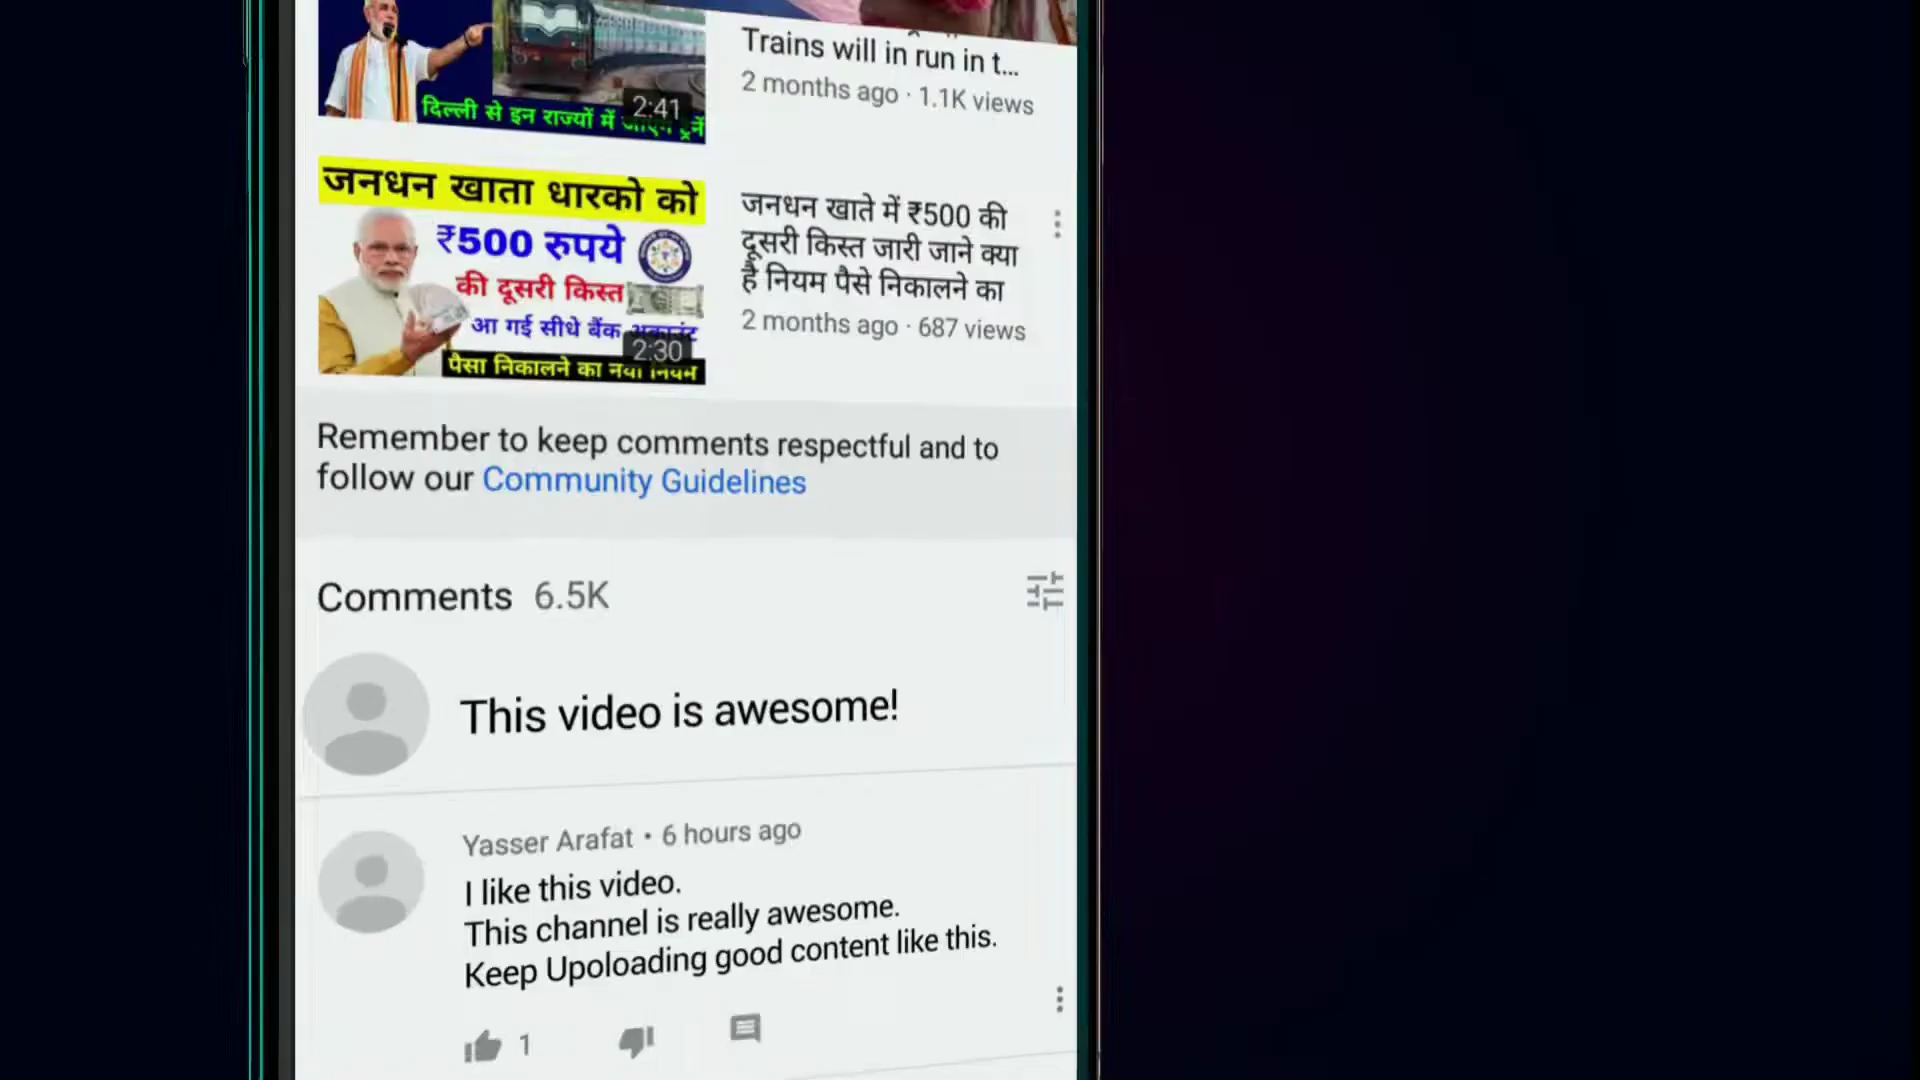 Trains will in run in t...
2 months ago · 1.1K views
दिल्ली से इन राज्यों में
2:41
जनधन खाता धारको को
₹500 रुपये
की दूसरी किस्त
आ गई सीधे बैंक अकाउंट
2:30
पैसा निकालने का नया नियम
जनधन खाते में ₹500 की
दूसरी किस्त जारी जाने क्या
है नियम पैसे निकालने का
2 months ago · 687 views
Remember to keep comments respectful and to
follow our Community Guidelines
Comments 6.5K
This video is awesome!
Yasser Arafat • 6 hours ago
I like this video.
This channel is really awesome.
Keep Upoloading good content like this.
1